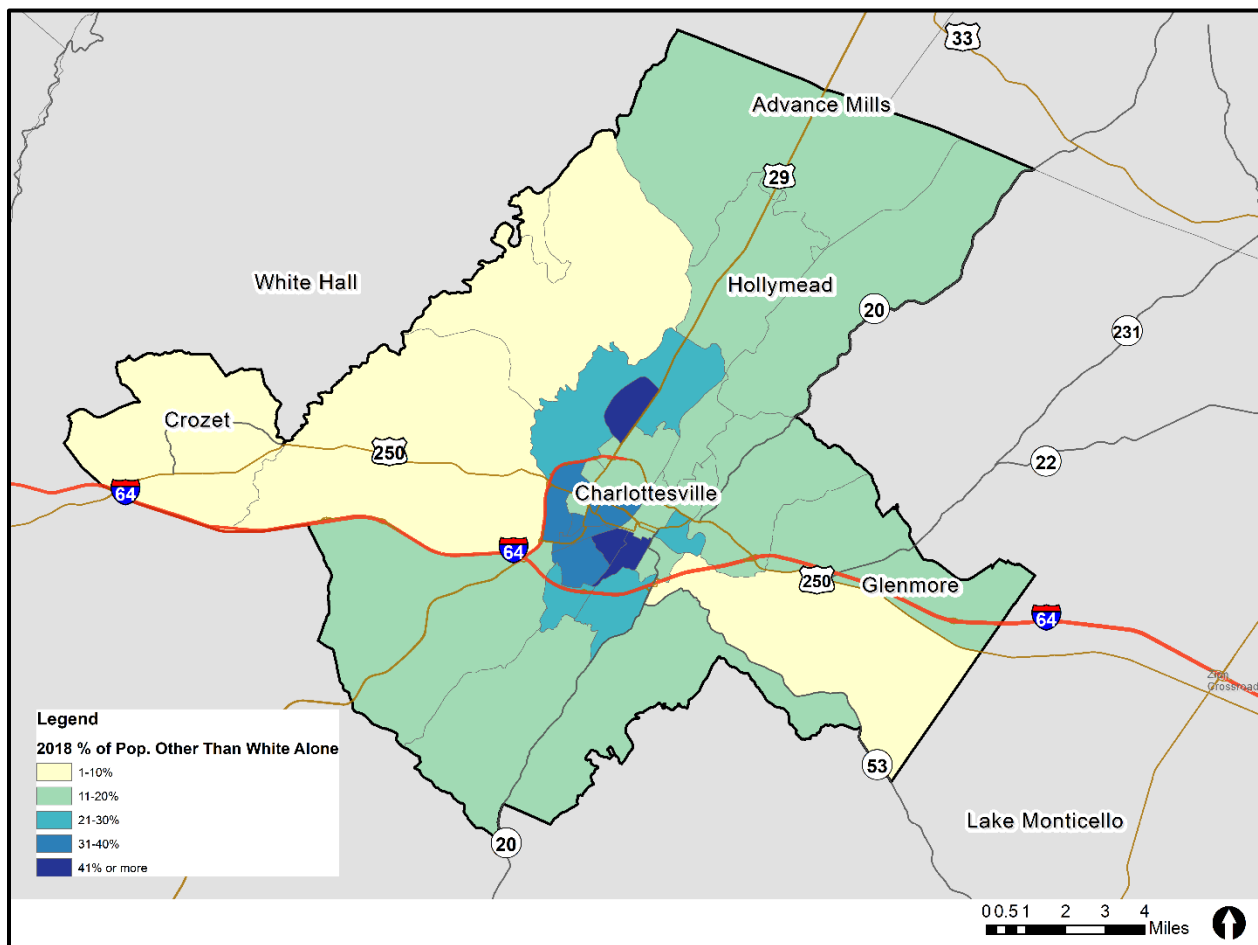 33
Advance Mills
29
White Hall
Hollymead
20
231
Crozet
250
22
64
Charlottesville
64
250
Glenmore
64
Zion
Crossroad
Legend
2018 % of Pop. Other Than White Alone
1-10%
11-20%
21-30%
31-40%
41% or more
53
Lake Monticello
20
0 0.5 1 2 3 4
Miles